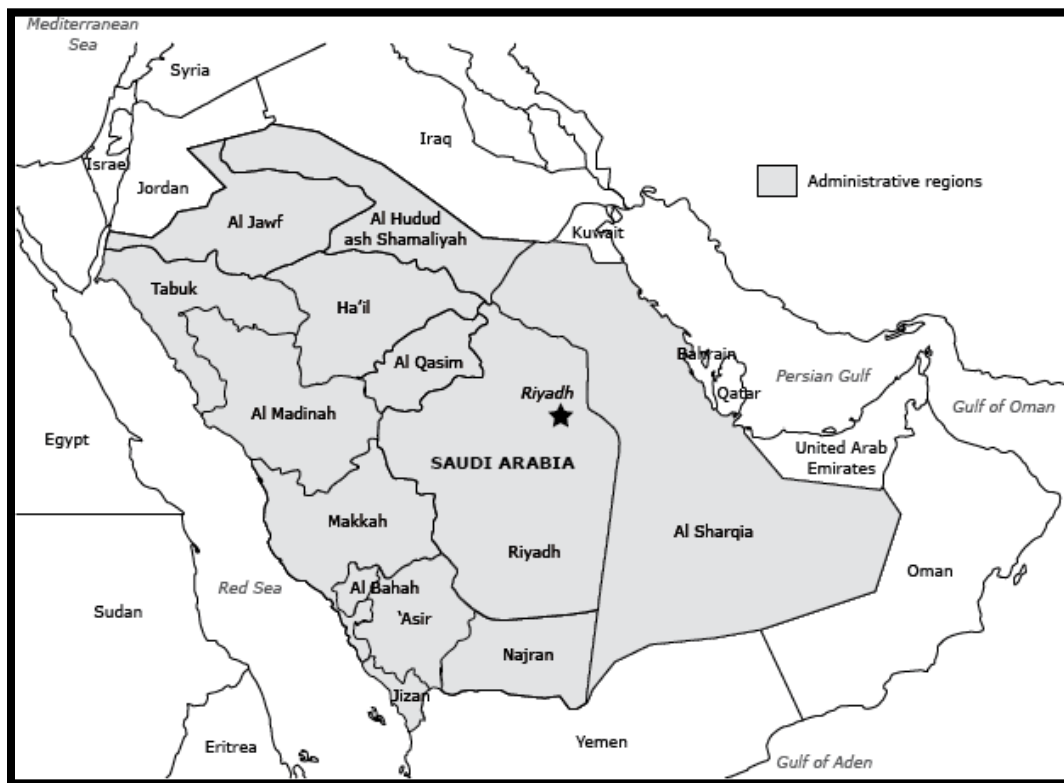 Mediterranean
Sea
Syria
Iraq
Israel
Jordan
Administrative regions
Al Jawf
Al Hudud
ash Shamaliyah
Kuwait
Tabuk
Ha'il
Al Qasim
Bahrain
Qatar
Persian Gulf
Gulf of Oman
Riyadh
Al Madinah
Egypt
SAUDI ARABIA
United Arab
Emirates
Makkah
Riyadh
Al Sharqia
Oman
Red Sea
Al Bahah
Sudan
'Asir
Najran
Jizan
Eritrea
Yemen
Gulf of Aden